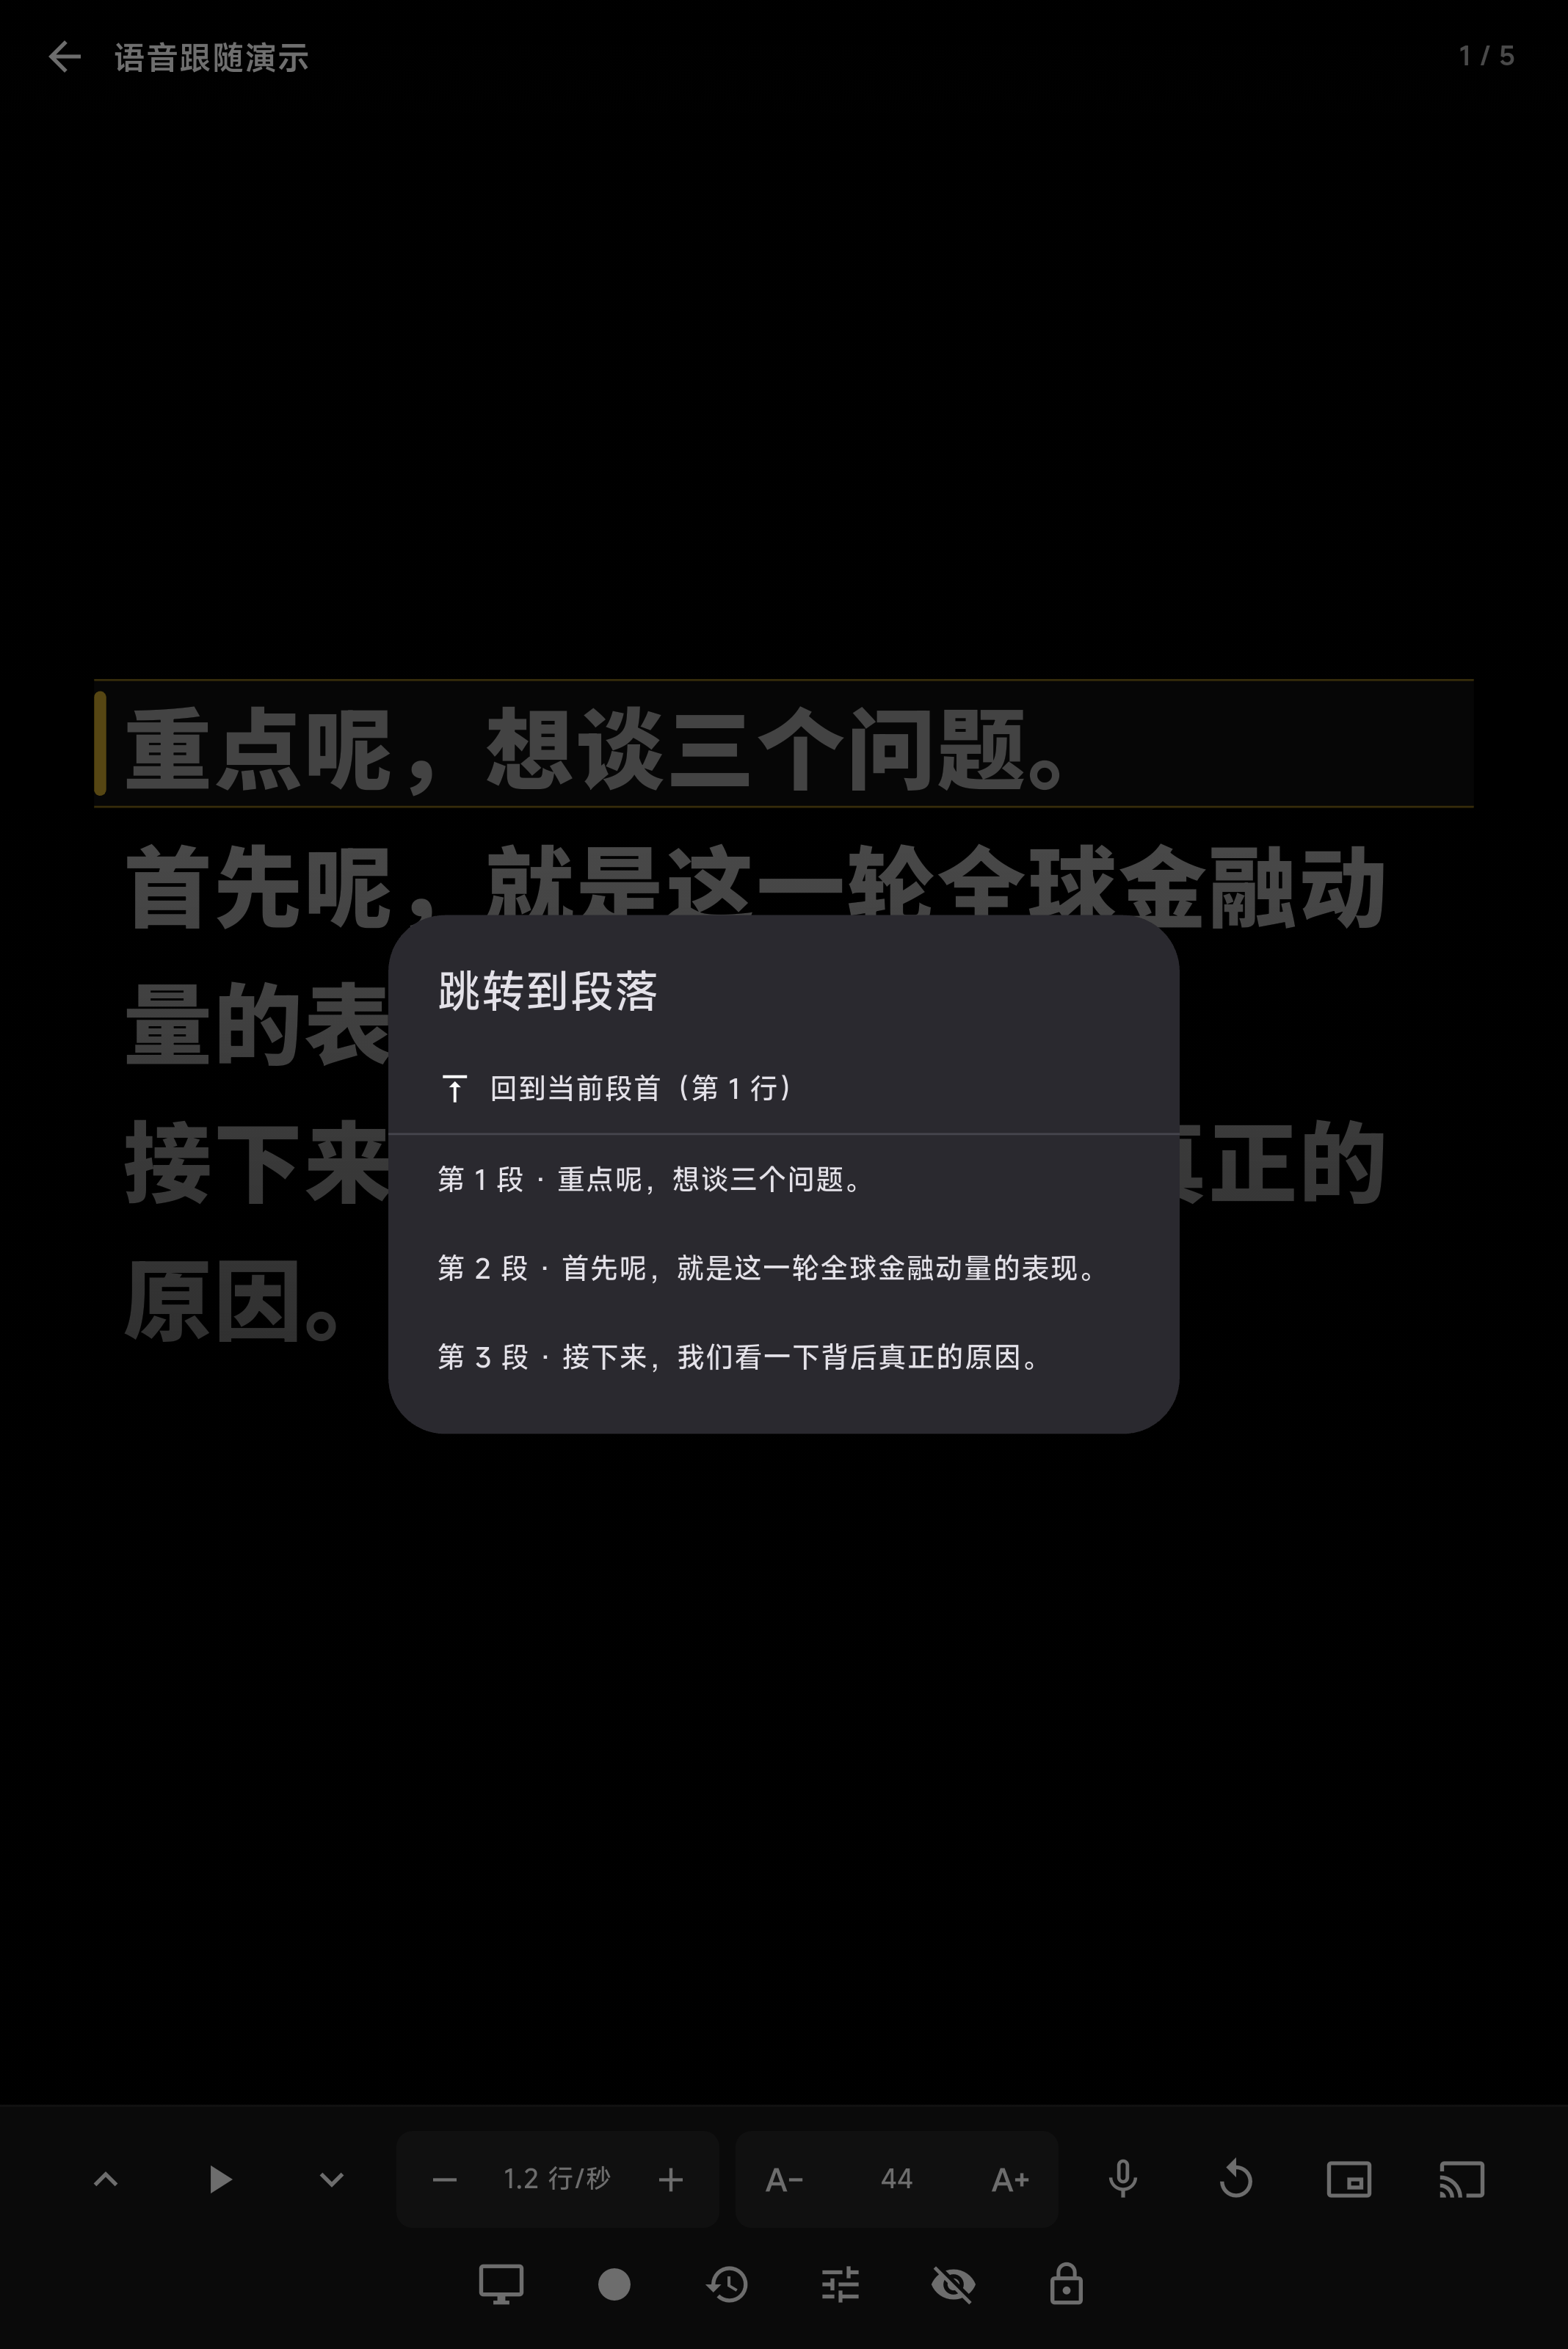 语音跟随演示
1 / 5
重点呢，想谈三个问题。
首先呢，就是这一轮全球金融动
量的表
接下来
真正的
原因。
跳转到段落
回到当前段首（第 1 行）
第 1 段 · 重点呢，想谈三个问题。
第 2 段 · 首先呢，就是这一轮全球金融动量的表现。
第 3 段 · 接下来，我们看一下背后真正的原因。
1.2 行/秒
A-
44
A+